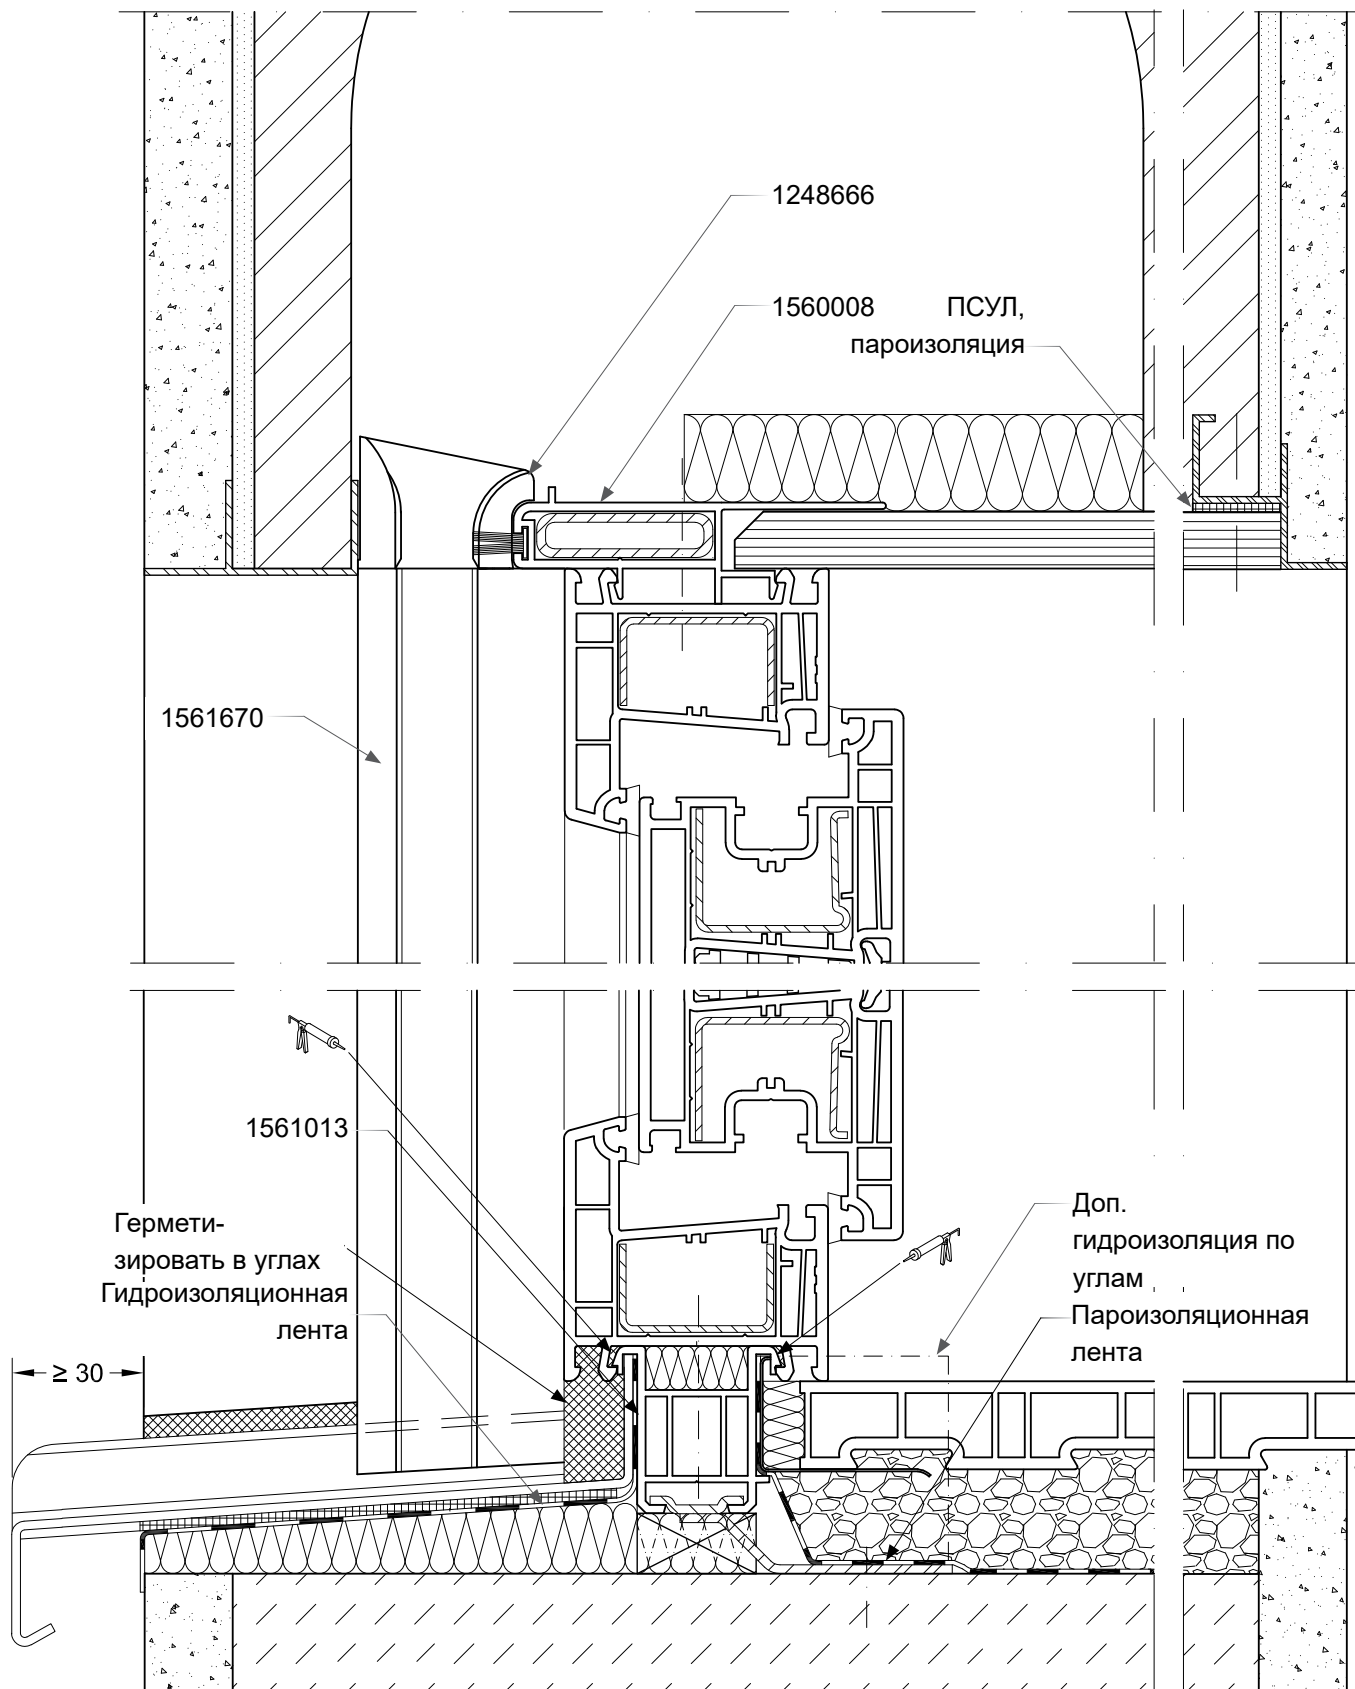 1248666
1560008 ПСУЛ,
пароизоляция
1561670
1561013
Гермети-
зировать в углах
Гидроизоляционная
лента
Доп.
гидроизоляция по
углам
Пароизоляционная
лента
≥ 30